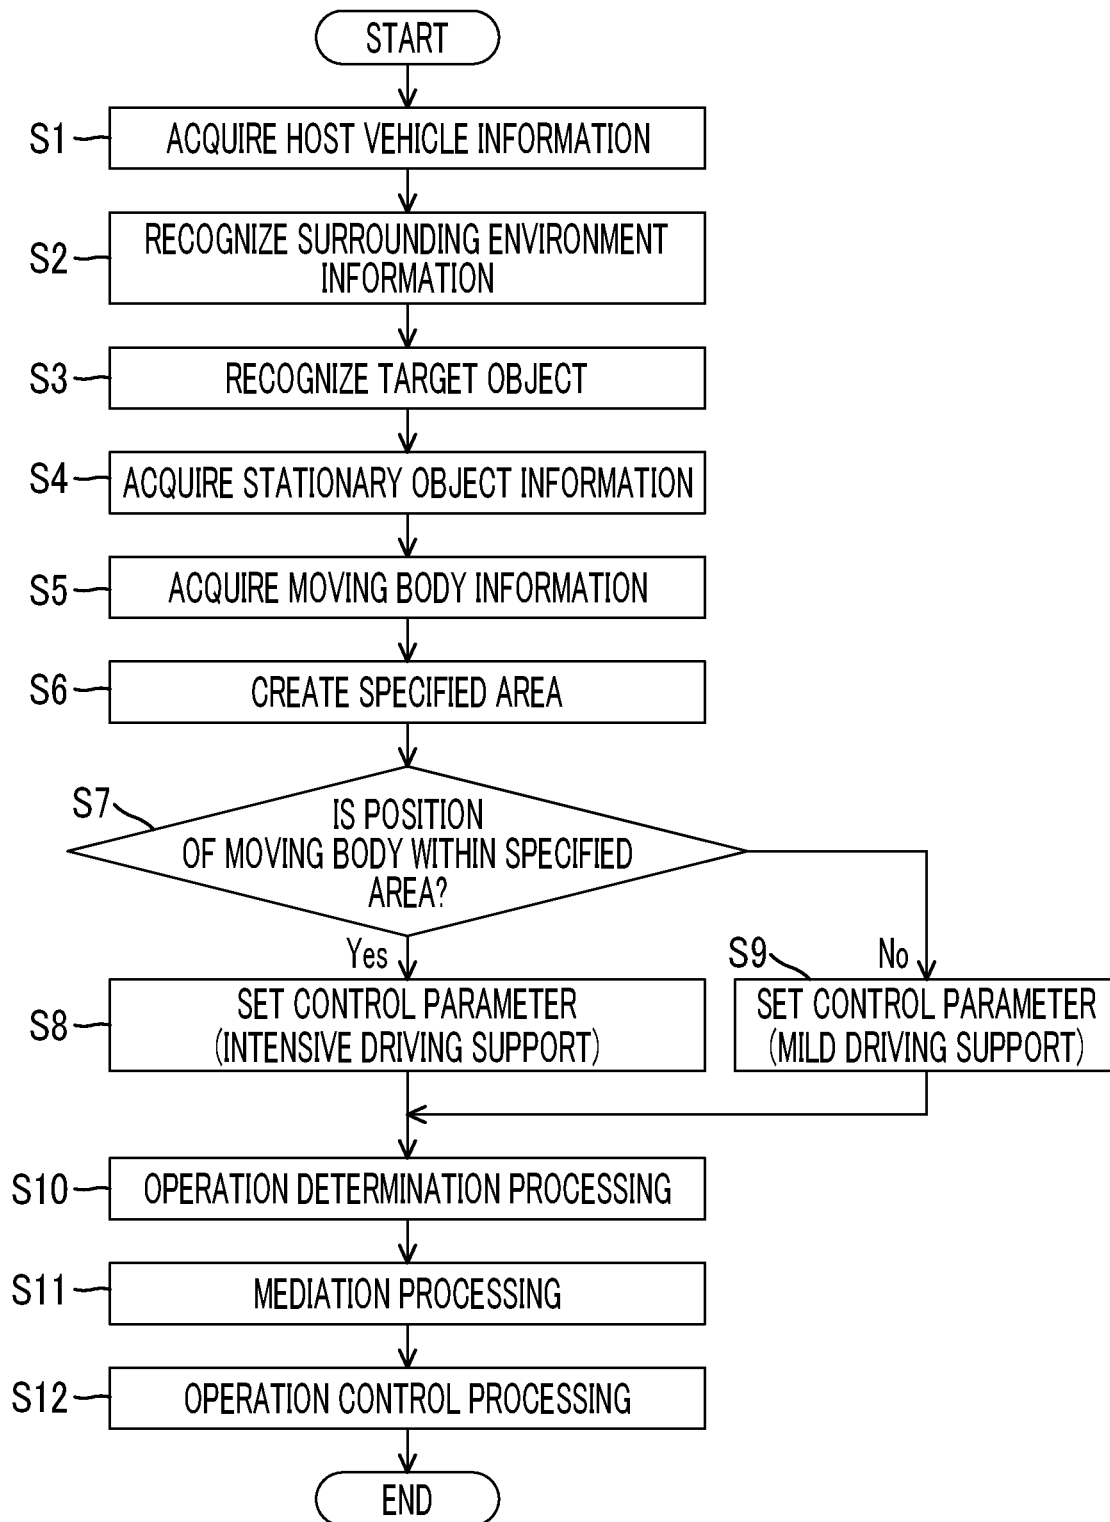 START
S1
ACQUIRE HOST VEHICLE INFORMATION
S2
RECOGNIZE SURROUNDING ENVIRONMENT
INFORMATION
S3
RECOGNIZE TARGET OBJECT
S4
ACQUIRE STATIONARY OBJECT INFORMATION
S5
ACQUIRE MOVING BODY INFORMATION
S6
CREATE SPECIFIED AREA
S7
IS POSITION
OF MOVING BODY WITHIN SPECIFIED
AREA?
Yes
S8
SET CONTROL PARAMETER
(INTENSIVE DRIVING SUPPORT)
No
S9
SET CONTROL PARAMETER
(MILD DRIVING SUPPORT)
S10
OPERATION DETERMINATION PROCESSING
S11
MEDIATION PROCESSING
S12
OPERATION CONTROL PROCESSING
END